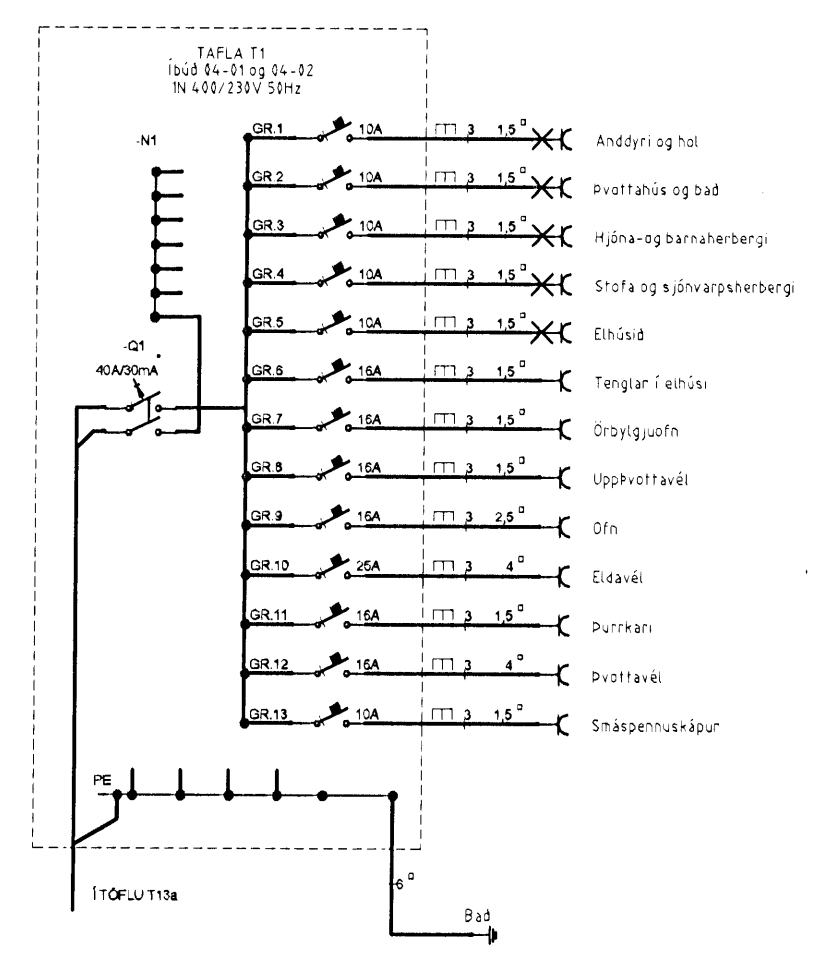 TAFLA T1
Íbúð 04-01 og 04-02
1N 400/230V 50Hz
-N1
GR.1 10A 3 1,5 □ Anddyri og hol
GR.2 10A 3 1,5 □ Þvottahús og bað
GR.3 10A 3 1,5 □ Hjóna-og barnaherbergi
GR.4 10A 3 1,5 □ Stofa og sjónvarpsherbergi
GR.5 10A 3 1,5 □ Elhúsið
-Q1
40A/30mA
GR.6 16A 3 1,5 □ Tenglar í elhúsi
GR.7 16A 3 1,5 □ Örbylgjuofn
GR.8 16A 3 1,5 □ Uppþvottavél
GR.9 16A 3 2,5 □ Ofn
GR.10 25A 3 4 □ Eldavél
GR.11 16A 3 1,5 □ Þurrkari
GR.12 16A 3 4 □ Þvottavél
GR.13 10A 3 1,5 □ Smáspennuskápur
PE
6 □
Í TÖFLU T13a
Bað